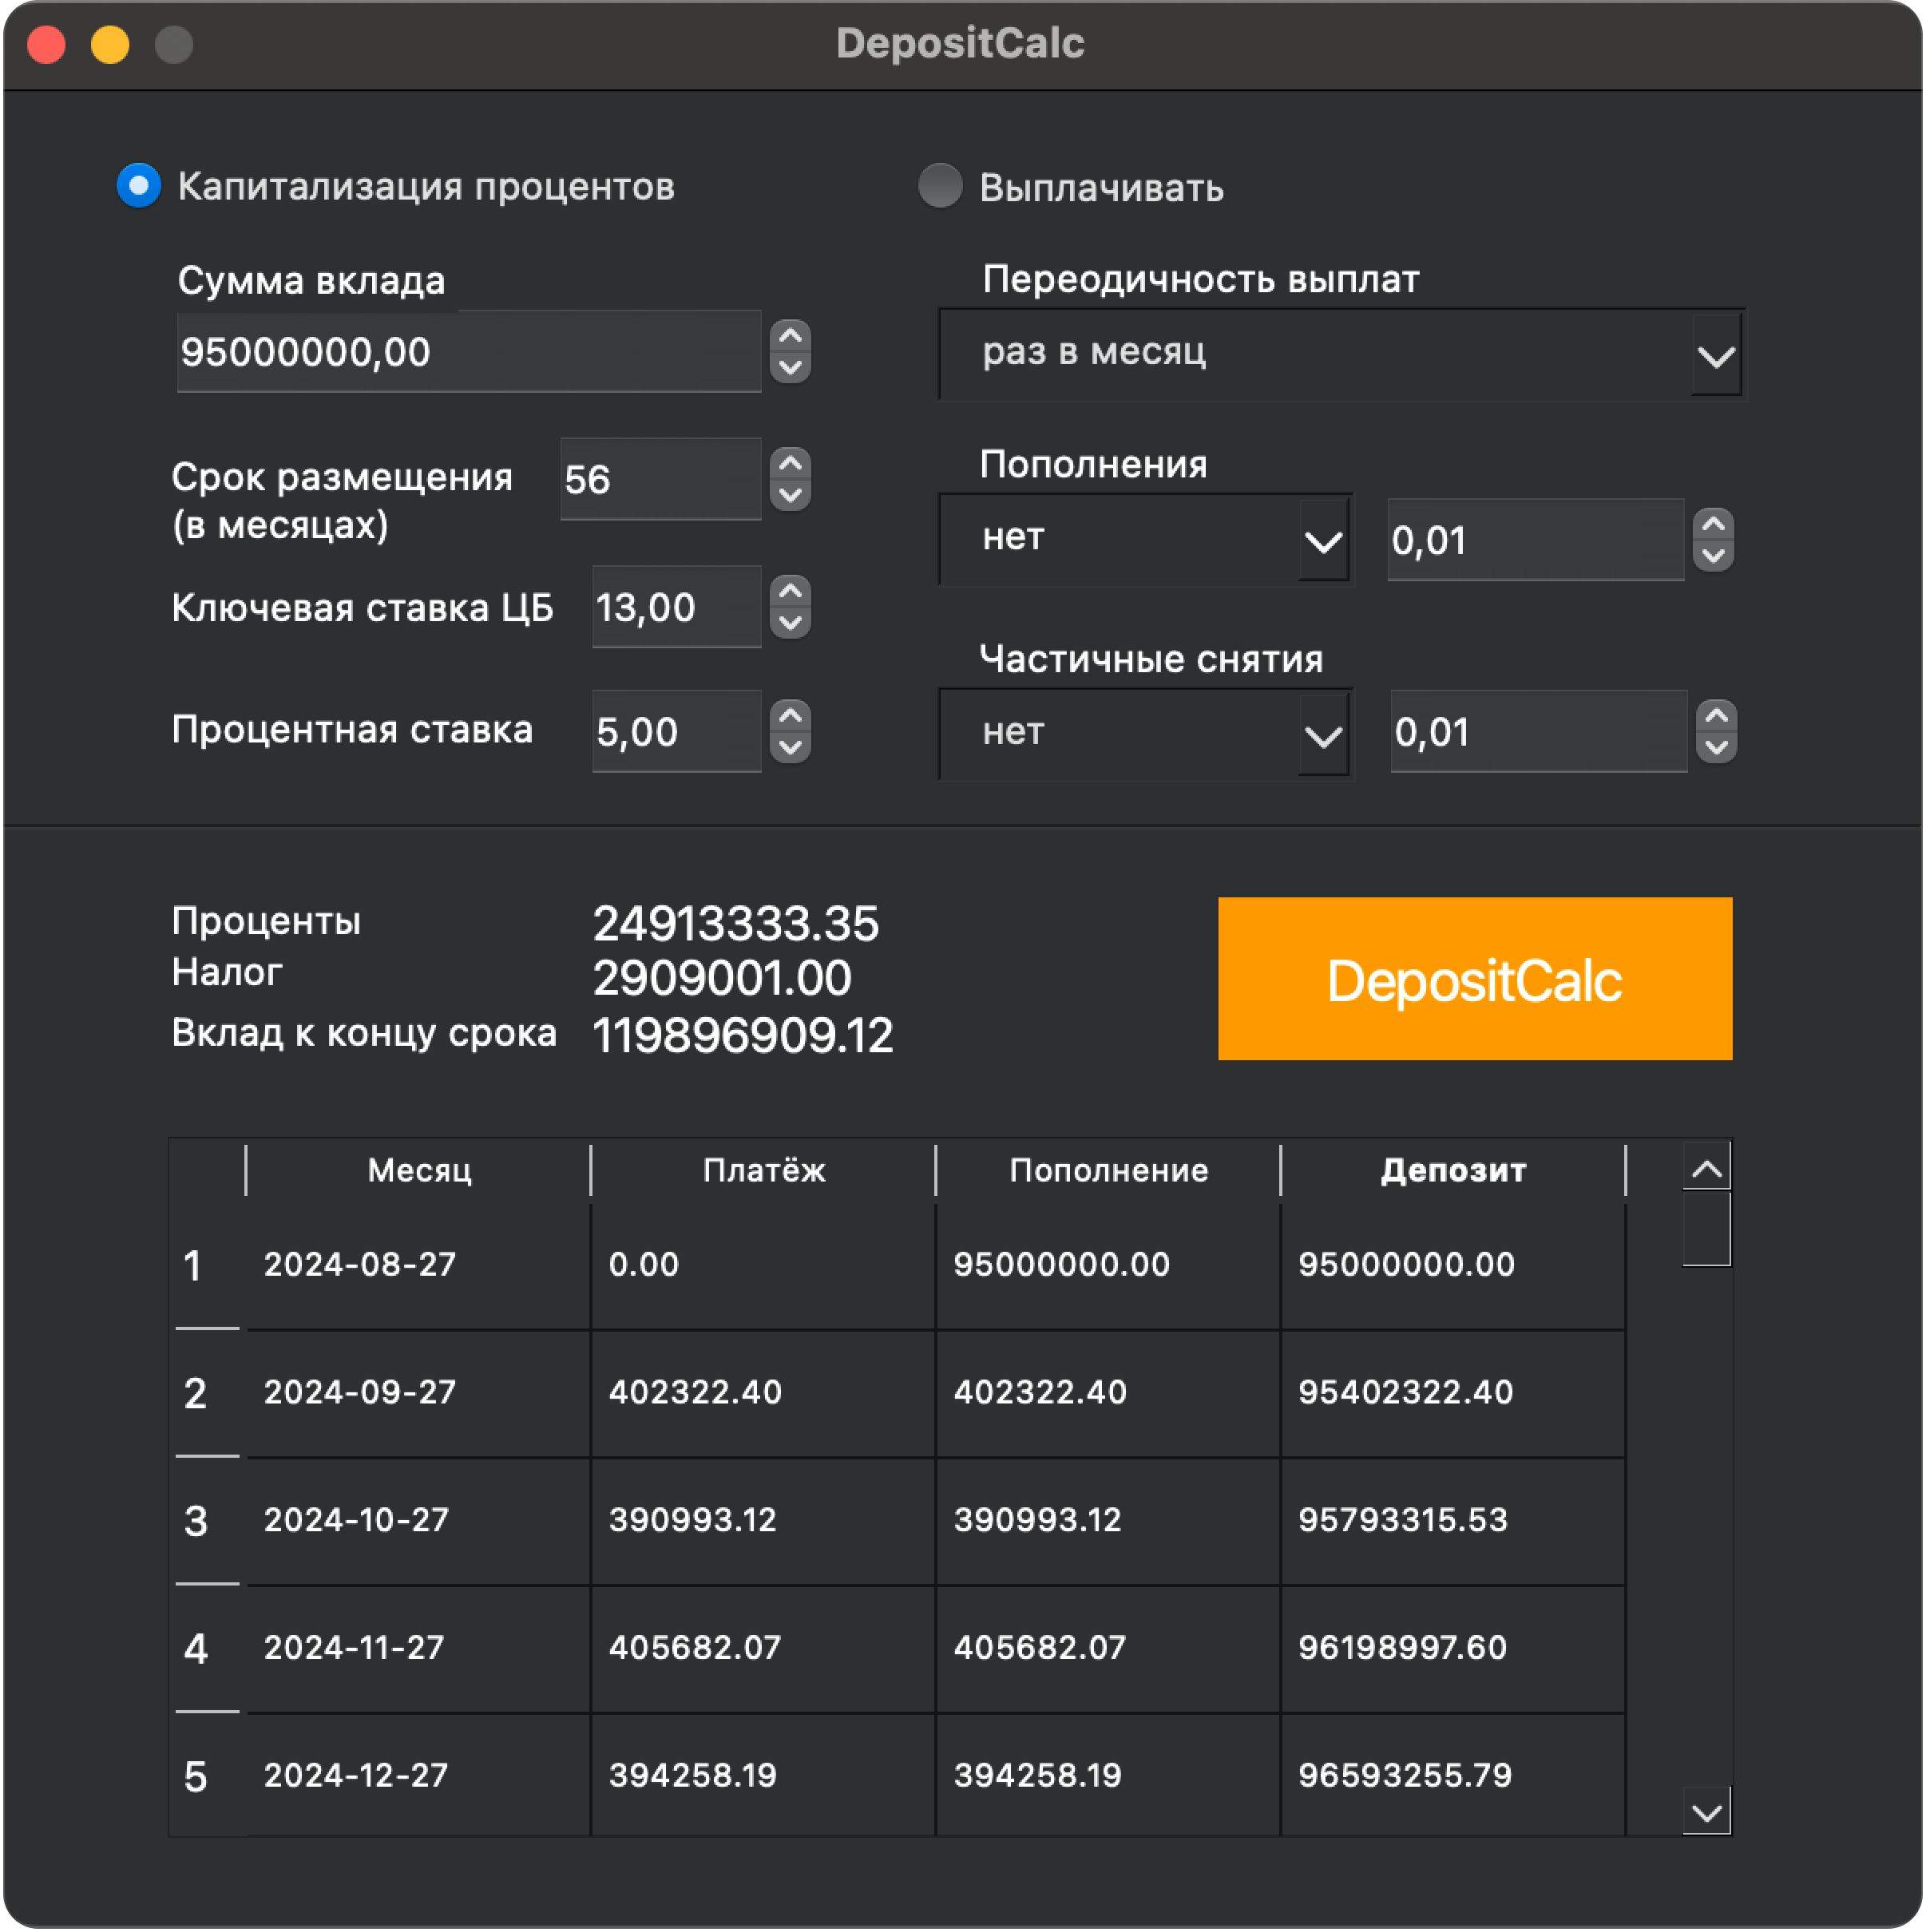 DepositCalc
Капитализация процентов
Выплачивать
Сумма вклада
95000000,00
Переодичность выплат
раз в месяц
Срок размещения
(в месяцах)
56
Пополнения
нет
0,01
Ключевая ставка ЦБ
13,00
Частичные снятия
нет
0,01
Процентная ставка
5,00
Проценты 24913333.35
Налог 2909001.00
Вклад к концу срока 119896909.12
DepositCalc
Месяц Платёж Пополнение Депозит
1 2024-08-27 0.00 95000000.00 95000000.00
2 2024-09-27 402322.40 402322.40 95402322.40
3 2024-10-27 390993.12 390993.12 95793315.53
4 2024-11-27 405682.07 405682.07 96198997.60
5 2024-12-27 394258.19 394258.19 96593255.79